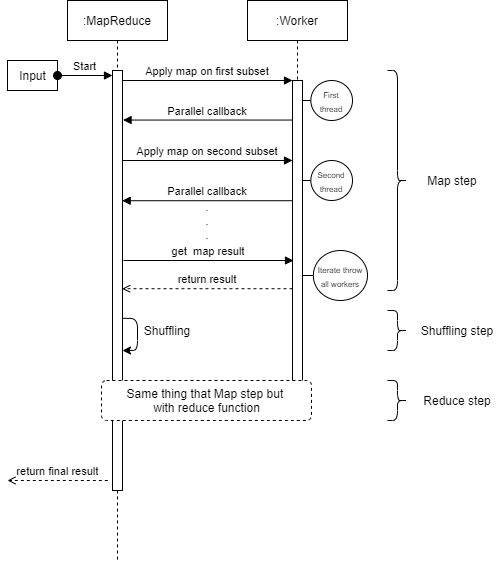 :MapReduce
:Worker
Input
Start
Apply map on first subset
First
thread
Parallel callback
Apply map on second subset
Second
thread
Map step
Parallel callback
.
.
.
get map result
Iterate throw
all workers
return result
Shuffling
Shuffling step
Same thing that Map step but
with reduce function
Reduce step
return final result